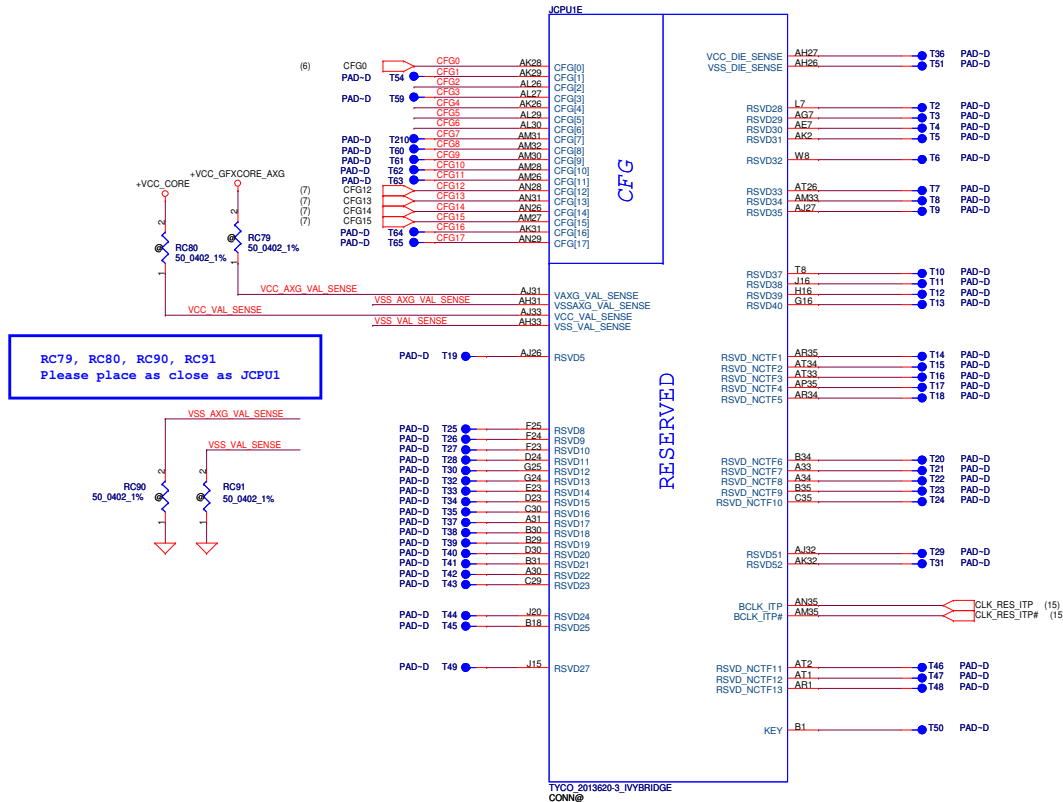 JCPU1E
(6) CFG0 CFG0 AK28 CFG[0]
PAD~D T54 CFG1 AK29 CFG[1]
CFG2 AL26 CFG[2]
PAD~D T59 CFG3 AL27 CFG[3]
CFG4 AK26 CFG[4]
CFG5 AL29 CFG[5]
CFG6 AL30 CFG[6]
PAD~D T210 CFG7 AM31 CFG[7]
PAD~D T60 CFG8 AM32 CFG[8]
PAD~D T61 CFG9 AM30 CFG[9]
PAD~D T62 CFG10 AM28 CFG[10]
PAD~D T63 CFG11 AM26 CFG[11]
(7) CFG12 CFG12 AN28 CFG[12]
(7) CFG13 CFG13 AN31 CFG[13]
(7) CFG14 CFG14 AN26 CFG[14]
(7) CFG15 CFG15 AM27 CFG[15]
PAD~D T64 CFG16 AK31 CFG[16]
PAD~D T65 CFG17 AN29 CFG[17]
CFG
+VCC_GFXCORE_AXG
+VCC_CORE
2 2
@ RC80 50_0402_1%
@ RC79 50_0402_1%
1 1
VCC_AXG_VAL_SENSE AJ31 VAXG_VAL_SENSE
VSS_AXG_VAL_SENSE AH31 VSSAXG_VAL_SENSE
VCC_VAL_SENSE AJ33 VCC_VAL_SENSE
VSS_VAL_SENSE AH33 VSS_VAL_SENSE
RC79, RC80, RC90, RC91
Please place as close as JCPU1
VSS_AXG_VAL_SENSE
VSS_VAL_SENSE
2 2
RC90 50_0402_1% @
@ RC91 50_0402_1%
1 1
PAD~D T19 AJ26 RSVD5
PAD~D T25 F25 RSVD8
PAD~D T26 F24 RSVD9
PAD~D T27 F23 RSVD10
PAD~D T28 D24 RSVD11
PAD~D T30 G25 RSVD12
PAD~D T32 G24 RSVD13
PAD~D T33 E23 RSVD14
PAD~D T34 D23 RSVD15
PAD~D T35 C30 RSVD16
PAD~D T37 A31 RSVD17
PAD~D T38 B30 RSVD18
PAD~D T39 B29 RSVD19
PAD~D T40 D30 RSVD20
PAD~D T41 B31 RSVD21
PAD~D T42 A30 RSVD22
PAD~D T43 C29 RSVD23
PAD~D T44 J20 RSVD24
PAD~D T45 B18 RSVD25
PAD~D T49 J15 RSVD27
RESERVED
VCC_DIE_SENSE AH27 T36 PAD~D
VSS_DIE_SENSE AH26 T51 PAD~D
RSVD28 L7 T2 PAD~D
RSVD29 AG7 T3 PAD~D
RSVD30 AE7 T4 PAD~D
RSVD31 AK2 T5 PAD~D
RSVD32 W8 T6 PAD~D
RSVD33 AT26 T7 PAD~D
RSVD34 AM33 T8 PAD~D
RSVD35 AJ27 T9 PAD~D
RSVD37 T8 T10 PAD~D
RSVD38 J16 T11 PAD~D
RSVD39 H16 T12 PAD~D
RSVD40 G16 T13 PAD~D
RSVD_NCTF1 AR35 T14 PAD~D
RSVD_NCTF2 AT34 T15 PAD~D
RSVD_NCTF3 AT33 T16 PAD~D
RSVD_NCTF4 AP35 T17 PAD~D
RSVD_NCTF5 AR34 T18 PAD~D
RSVD_NCTF6 B34 T20 PAD~D
RSVD_NCTF7 A33 T21 PAD~D
RSVD_NCTF8 A34 T22 PAD~D
RSVD_NCTF9 B35 T23 PAD~D
RSVD_NCTF10 C35 T24 PAD~D
RSVD51 AJ32 T29 PAD~D
RSVD52 AK32 T31 PAD~D
BCLK_ITP AN35 CLK_RES_ITP (15)
BCLK_ITP# AM35 CLK_RES_ITP# (15
RSVD_NCTF11 AT2 T46 PAD~D
RSVD_NCTF12 AT1 T47 PAD~D
RSVD_NCTF13 AR1 T48 PAD~D
KEY B1 T50 PAD~D
TYCO_2013620-3_IVYBRIDGE
CONN@